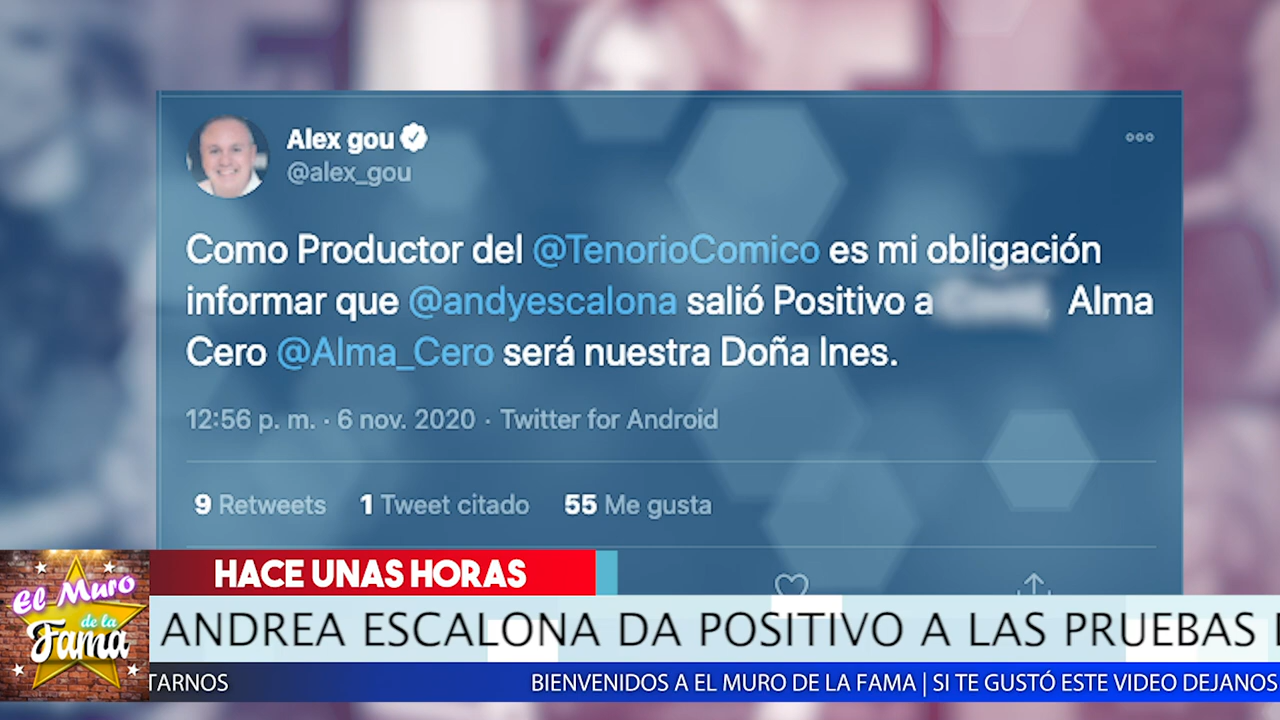 Alex gou
@alex_gou
Como Productor del @TenorioComico es mi obligación
informar que @andyescalona salió Positivo a Alma
Cero @Alma_Cero será nuestra Doña Ines.
12:56 p. m. · 6 nov. 2020 · Twitter for Android
9 Retweets 1 Tweet citado 55 Me gusta
HACE UNAS HORAS
El Muro
de la
Fama
ANDREA ESCALONA DA POSITIVO A LAS PRUEBAS
TARNOS BIENVENIDOS A EL MURO DE LA FAMA | SI TE GUSTÓ ESTE VIDEO DEJANOS